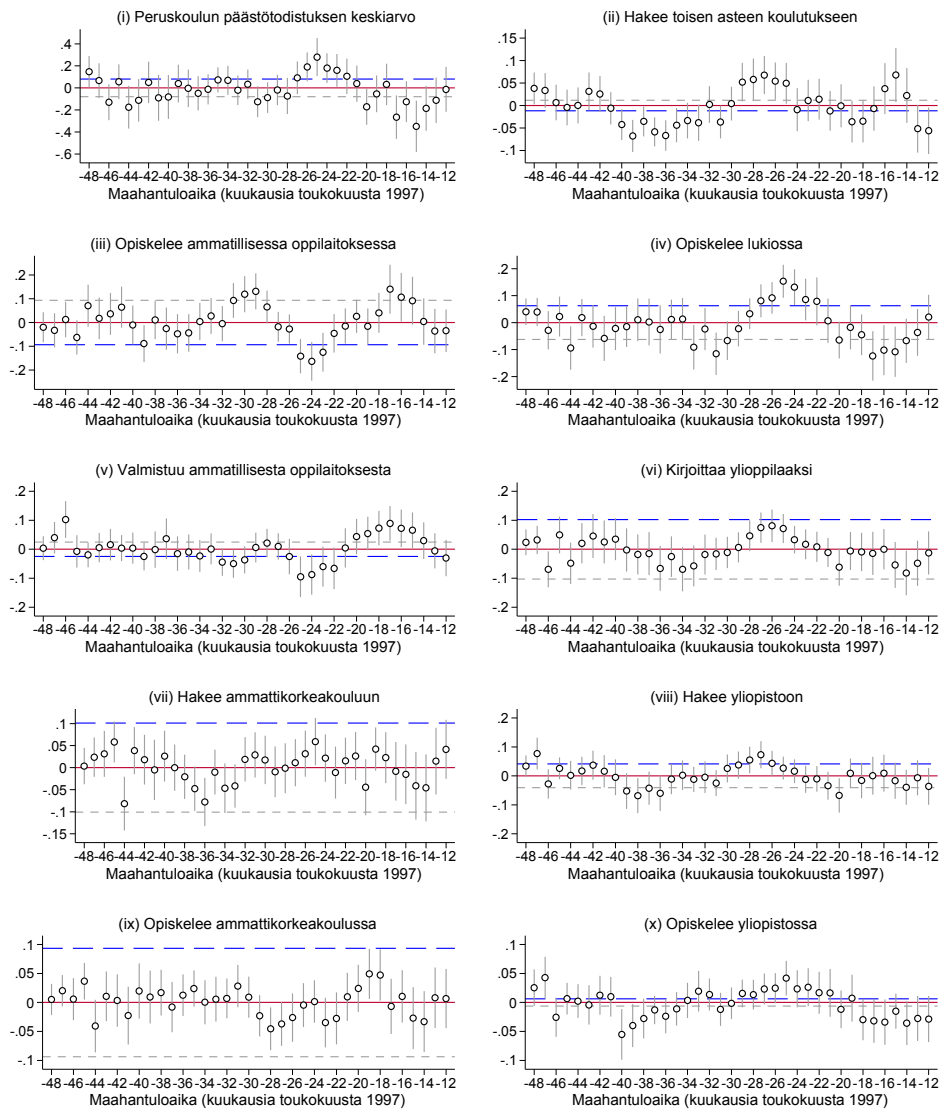 (i) Peruskoulun päästötodistuksen keskiarvo
.4
.2
0
-.2
-.4
-.6
-48 -46 -44 -42 -40 -38 -36 -34 -32 -30 -28 -26 -24 -22 -20 -18 -16 -14 -12
Maahantuloaika (kuukausia toukokuusta 1997)
(ii) Hakee toisen asteen koulutukseen
.15
.1
.05
0
-.05
-.1
-48 -46 -44 -42 -40 -38 -36 -34 -32 -30 -28 -26 -24 -22 -20 -18 -16 -14 -12
Maahantuloaika (kuukausia toukokuusta 1997)
(iii) Opiskelee ammatillisessa oppilaitoksessa
.2
.1
0
-.1
-.2
-48 -46 -44 -42 -40 -38 -36 -34 -32 -30 -28 -26 -24 -22 -20 -18 -16 -14 -12
Maahantuloaika (kuukausia toukokuusta 1997)
(iv) Opiskelee lukiossa
.2
.1
0
-.1
-.2
-48 -46 -44 -42 -40 -38 -36 -34 -32 -30 -28 -26 -24 -22 -20 -18 -16 -14 -12
Maahantuloaika (kuukausia toukokuusta 1997)
(v) Valmistuu ammatillisesta oppilaitoksesta
.2
.1
0
-.1
-.2
-48 -46 -44 -42 -40 -38 -36 -34 -32 -30 -28 -26 -24 -22 -20 -18 -16 -14 -12
Maahantuloaika (kuukausia toukokuusta 1997)
(vi) Kirjoittaa ylioppilaaksi
.2
.1
0
-.1
-.2
-48 -46 -44 -42 -40 -38 -36 -34 -32 -30 -28 -26 -24 -22 -20 -18 -16 -14 -12
Maahantuloaika (kuukausia toukokuusta 1997)
(vii) Hakee ammattikorkeakouluun
.1
.05
0
-.05
-.1
-.15
-48 -46 -44 -42 -40 -38 -36 -34 -32 -30 -28 -26 -24 -22 -20 -18 -16 -14 -12
Maahantuloaika (kuukausia toukokuusta 1997)
(viii) Hakee yliopistoon
.2
.1
0
-.1
-.2
-48 -46 -44 -42 -40 -38 -36 -34 -32 -30 -28 -26 -24 -22 -20 -18 -16 -14 -12
Maahantuloaika (kuukausia toukokuusta 1997)
(ix) Opiskelee ammattikorkeakoulussa
.1
.05
0
-.05
-.1
-48 -46 -44 -42 -40 -38 -36 -34 -32 -30 -28 -26 -24 -22 -20 -18 -16 -14 -12
Maahantuloaika (kuukausia toukokuusta 1997)
(x) Opiskelee yliopistossa
.1
.05
0
-.05
-.1
-48 -46 -44 -42 -40 -38 -36 -34 -32 -30 -28 -26 -24 -22 -20 -18 -16 -14 -12
Maahantuloaika (kuukausia toukokuusta 1997)